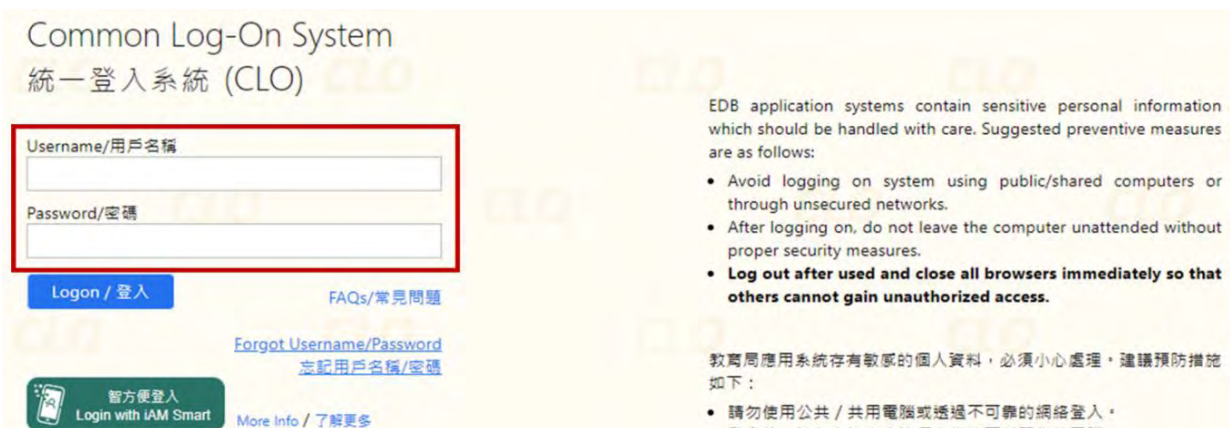 Common Log-On System
統一登入系統 (CLO)
Username/用戶名稱
Password/密碼
Logon / 登入
FAQs/常見問題
Forgot Username/Password
忘記用戶名稱/密碼
智方便登入
Login with iAM Smart
More Info / 了解更多
EDB application systems contain sensitive personal information
which should be handled with care. Suggested preventive measures
are as follows:
• Avoid logging on system using public/shared computers or
through unsecured networks.
• After logging on, do not leave the computer unattended without
proper security measures.
• Log out after used and close all browsers immediately so that
others cannot gain unauthorized access.
教育局應用系統存有敏感的個人資料，必須小心處理。建議預防措施
如下：
• 請勿使用公共 / 共用電腦或透過不可靠的網絡登入。